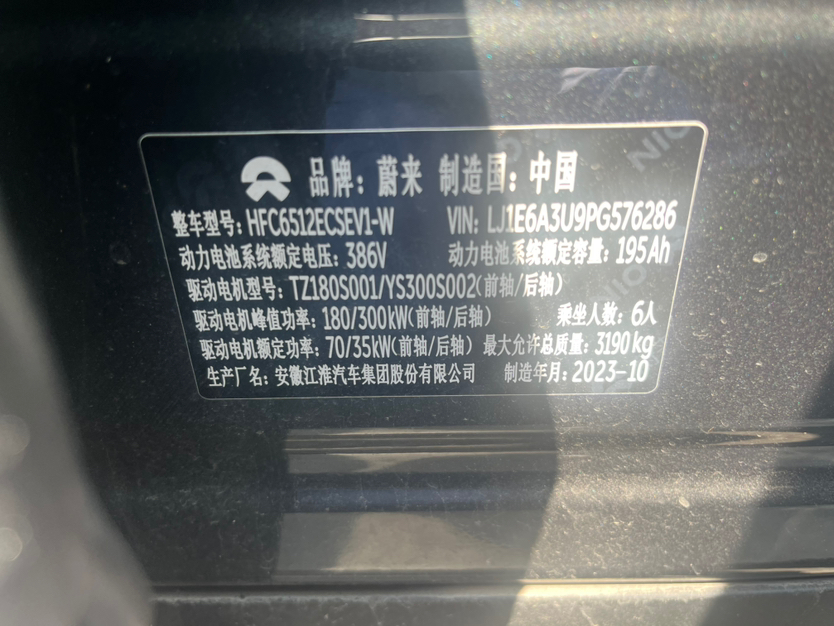 品牌：蔚来 制造国：中国
整车型号：HFC6512ECSEV1-W VIN: LJ1E6A3U9PG576286
动力电池系统额定电压：386V 动力电池系统额定容量：195Ah
驱动电机型号：TZ180S001/YS300S002(前轴/后轴)
驱动电机峰值功率：180/300kW(前轴/后轴) 乘坐人数：6人
驱动电机额定功率：70/35kW(前轴/后轴) 最大允许总质量：3190kg
生产厂名：安徽江淮汽车集团股份有限公司 制造年月：2023-10
NIO